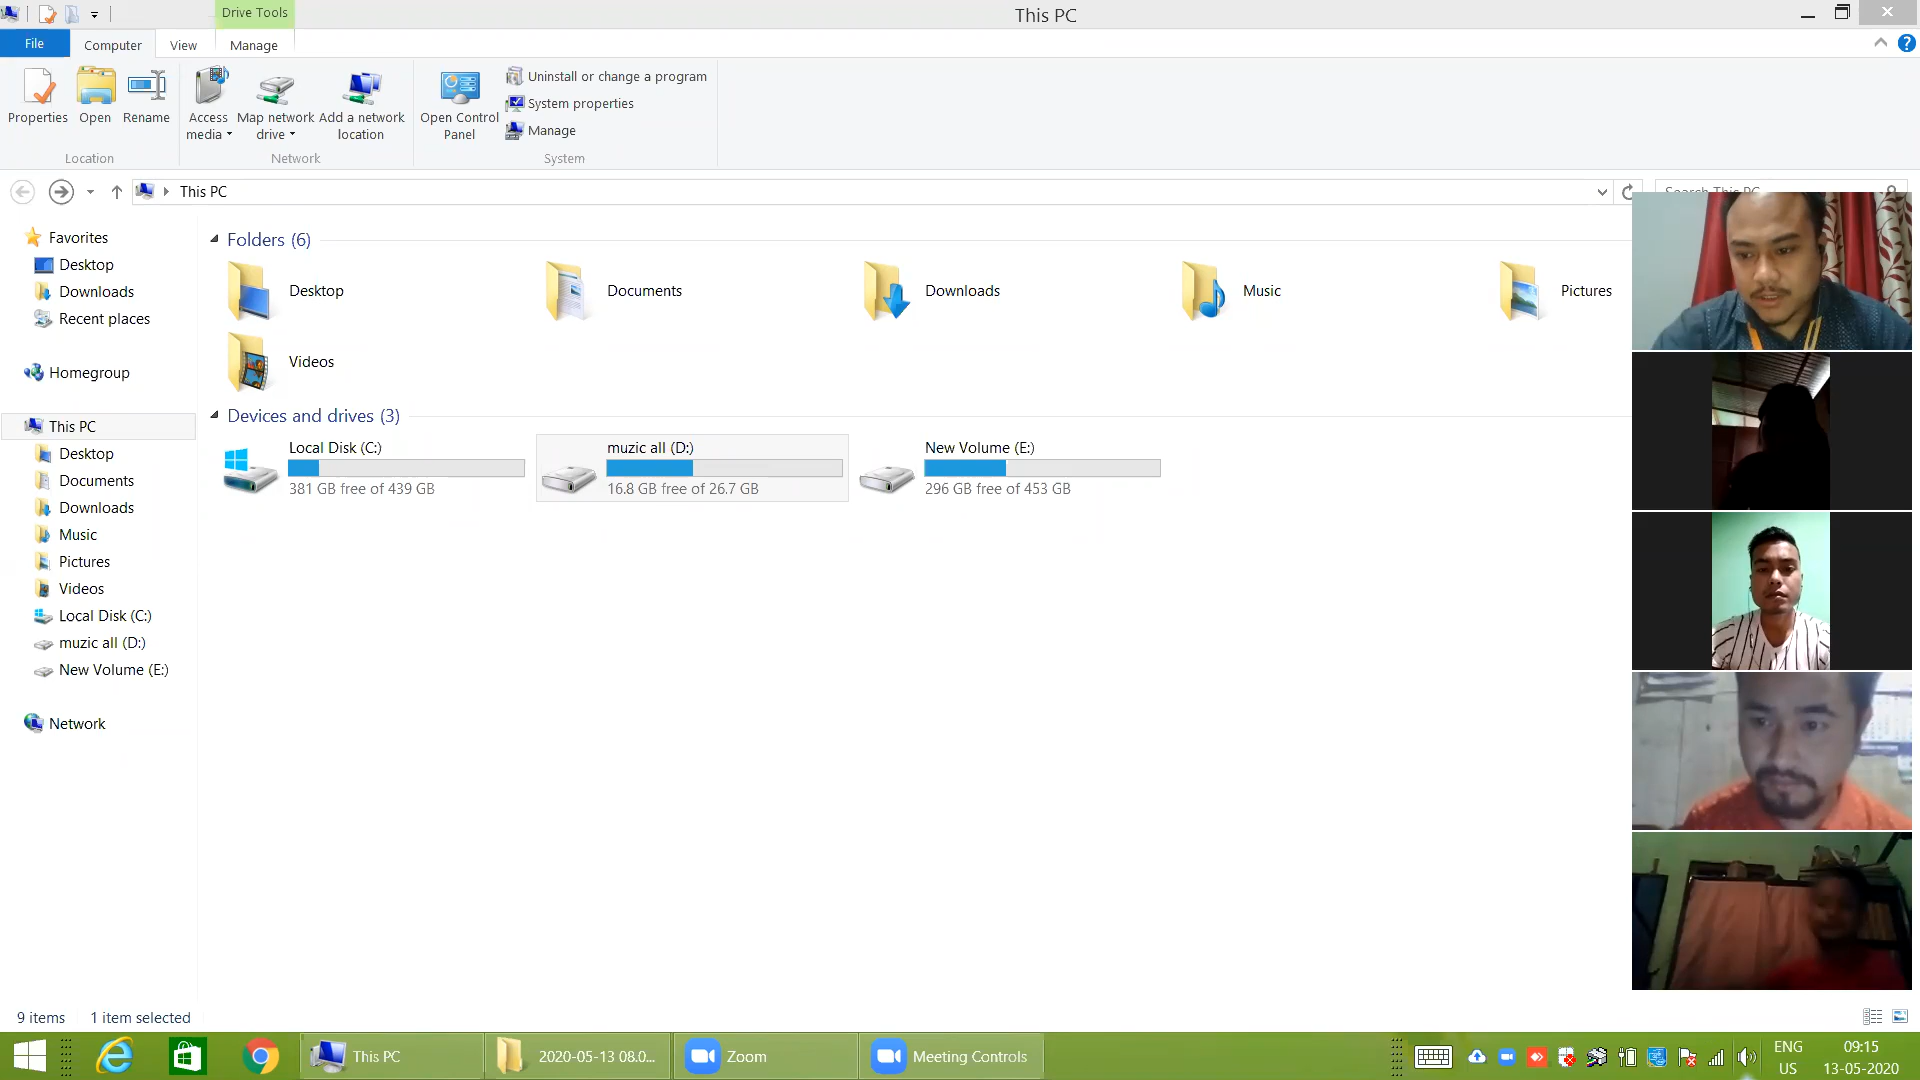 Drive Tools
This PC
File
Computer
View
Manage
Properties
Open
Rename
Access
media
Map network
drive
Add a network
location
Open Control
Panel
Uninstall or change a program
System properties
Manage
Location
Network
System
This PC
Search This PC
Favorites
Desktop
Downloads
Recent places
Homegroup
This PC
Desktop
Documents
Downloads
Music
Pictures
Videos
Local Disk (C:)
muzic all (D:)
New Volume (E:)
Network
Folders (6)
Desktop
Documents
Downloads
Music
Pictures
Videos
Devices and drives (3)
Local Disk (C:)
381 GB free of 439 GB
muzic all (D:)
16.8 GB free of 26.7 GB
New Volume (E:)
296 GB free of 453 GB
9 items
1 item selected
This PC
2020-05-13 08.0...
Zoom
Meeting Controls
ENG
US
09:15
13-05-2020